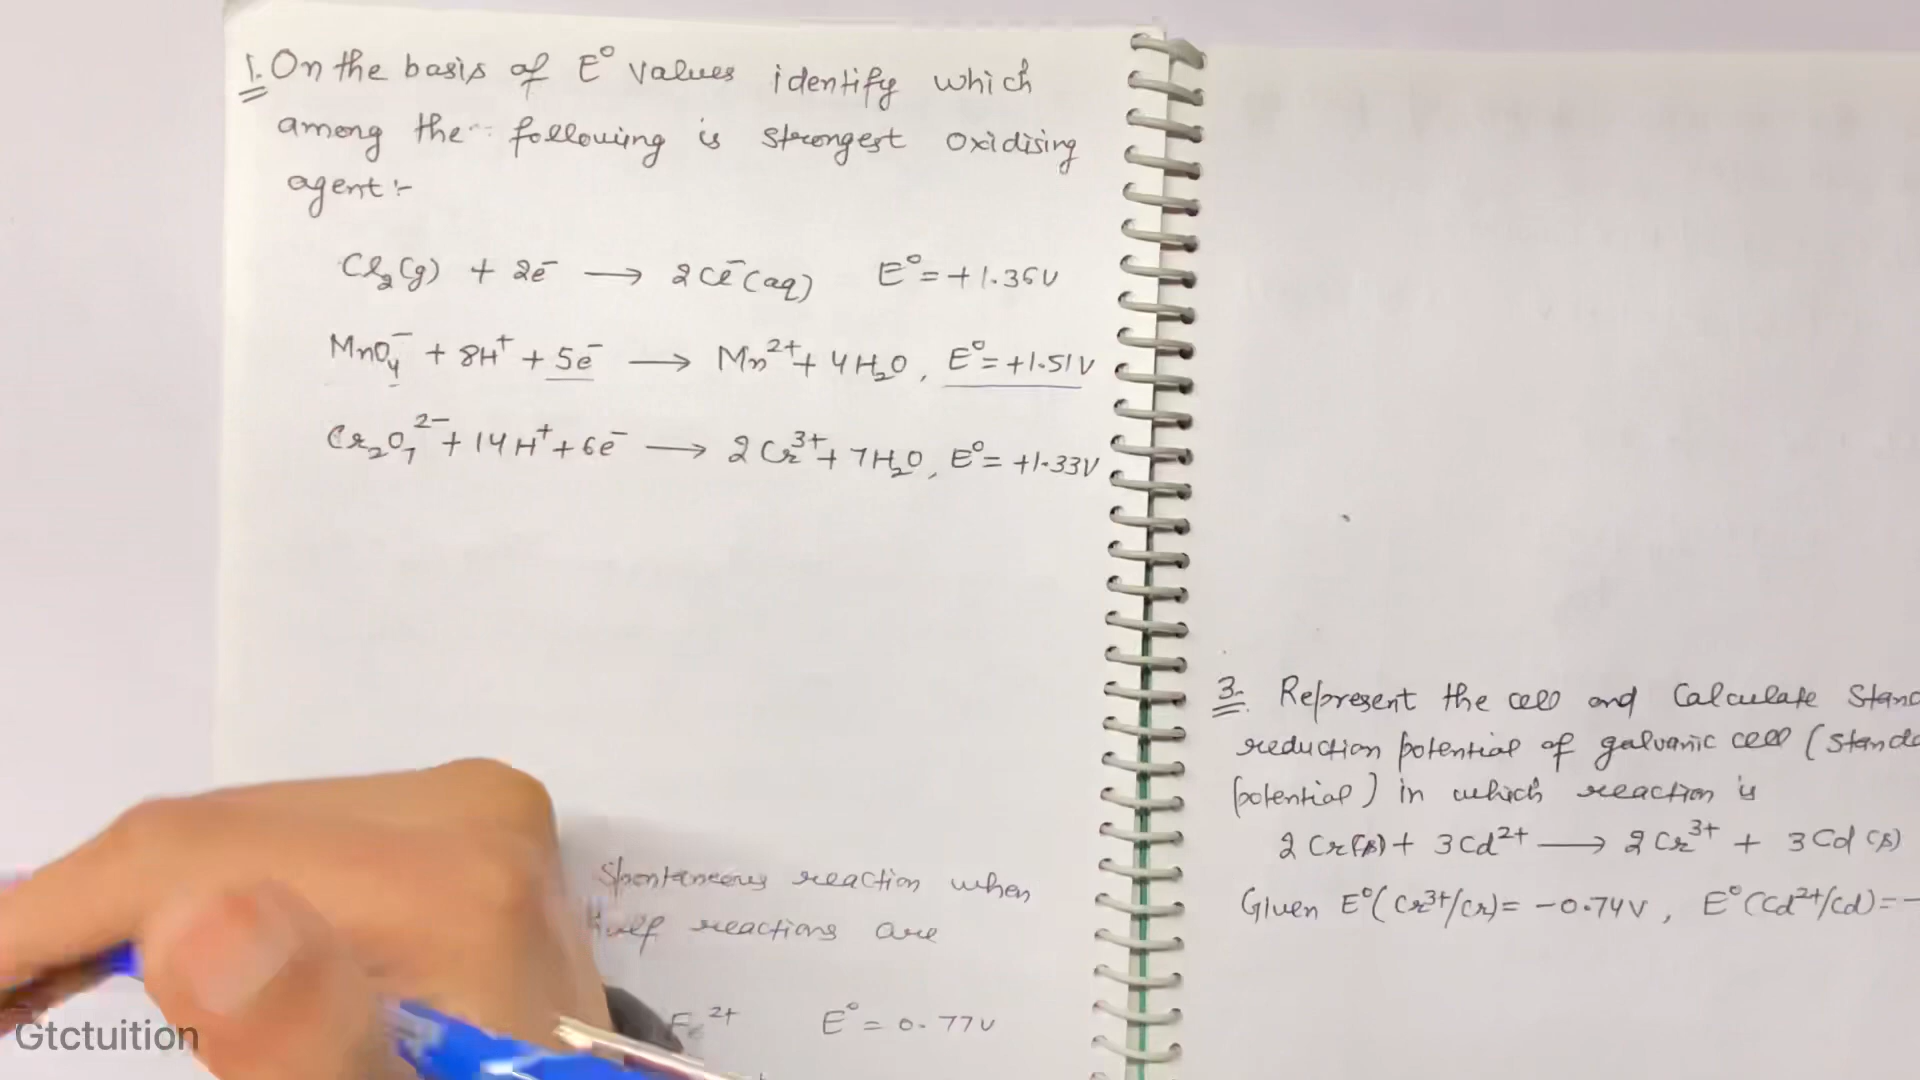 1. On the basis of E° values identify which
among the following is strongest oxidising
agent :-
Cl₂(g) + 2e⁻ → 2Cl⁻(aq) E° = +1.36V
MnO₄⁻ + 8H⁺ + 5e⁻ → Mn²⁺ + 4H₂O, E° = +1.51V
Cr₂O₇²⁻ + 14H⁺ + 6e⁻ → 2Cr³⁺ + 7H₂O, E° = +1.33V
Spontaneous reaction when
half reactions are
Fe²⁺ E° = 0.77V
3. Represent the cell and Calculate Stand
reduction potential of galvanic cell (Standa
potential) in which reaction is
2Cr(s) + 3Cd²⁺ → 2Cr³⁺ + 3Cd(s)
Given E°(Cr³⁺/Cr) = -0.74V, E°(Cd²⁺/Cd) = -
Gtctuition